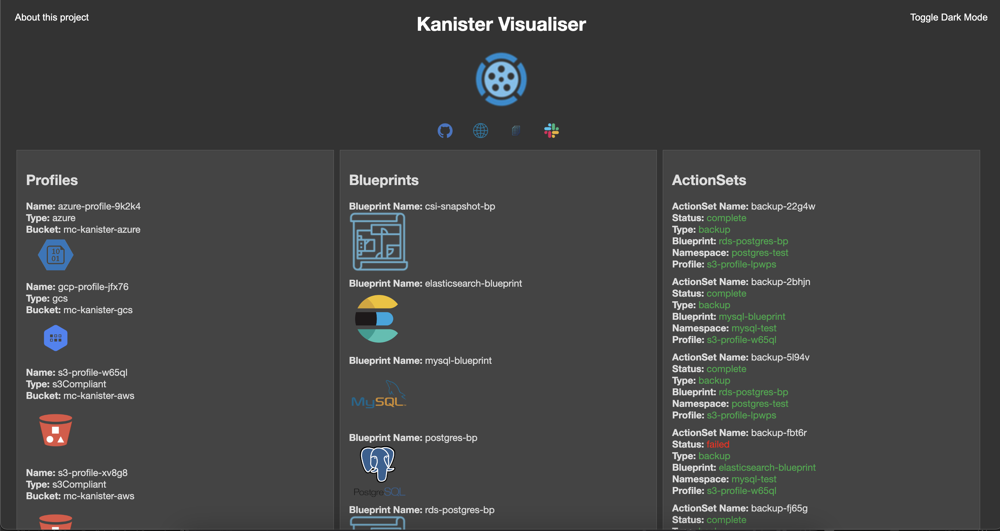 About this project
Kanister Visualiser
Toggle Dark Mode
Profiles
Name: azure-profile-9k2k4
Type: azure
Bucket: mc-kanister-azure
10
01
Name: gcp-profile-jfx76
Type: gcs
Bucket: mc-kanister-gcs
Name: s3-profile-w65ql
Type: s3Compliant
Bucket: mc-kanister-aws
Name: s3-profile-xv8g8
Type: s3Compliant
Bucket: mc-kanister-aws
Blueprints
Blueprint Name: csi-snapshot-bp
Blueprint Name: elasticsearch-blueprint
Blueprint Name: mysql-blueprint
MySQL™
Blueprint Name: postgres-bp
PostgreSQL
Blueprint Name: rds-postgres-bp
ActionSets
ActionSet Name: backup-22g4w
Status: complete
Type: backup
Blueprint: rds-postgres-bp
Namespace: postgres-test
Profile: s3-profile-lpwps
ActionSet Name: backup-2bhjn
Status: complete
Type: backup
Blueprint: mysql-blueprint
Namespace: mysql-test
Profile: s3-profile-w65ql
ActionSet Name: backup-5l94v
Status: complete
Type: backup
Blueprint: rds-postgres-bp
Namespace: postgres-test
Profile: s3-profile-lpwps
ActionSet Name: backup-fbt6r
Status: failed
Type: backup
Blueprint: elasticsearch-blueprint
Namespace: mysql-test
Profile: s3-profile-w65ql
ActionSet Name: backup-fj65g
Status: complete